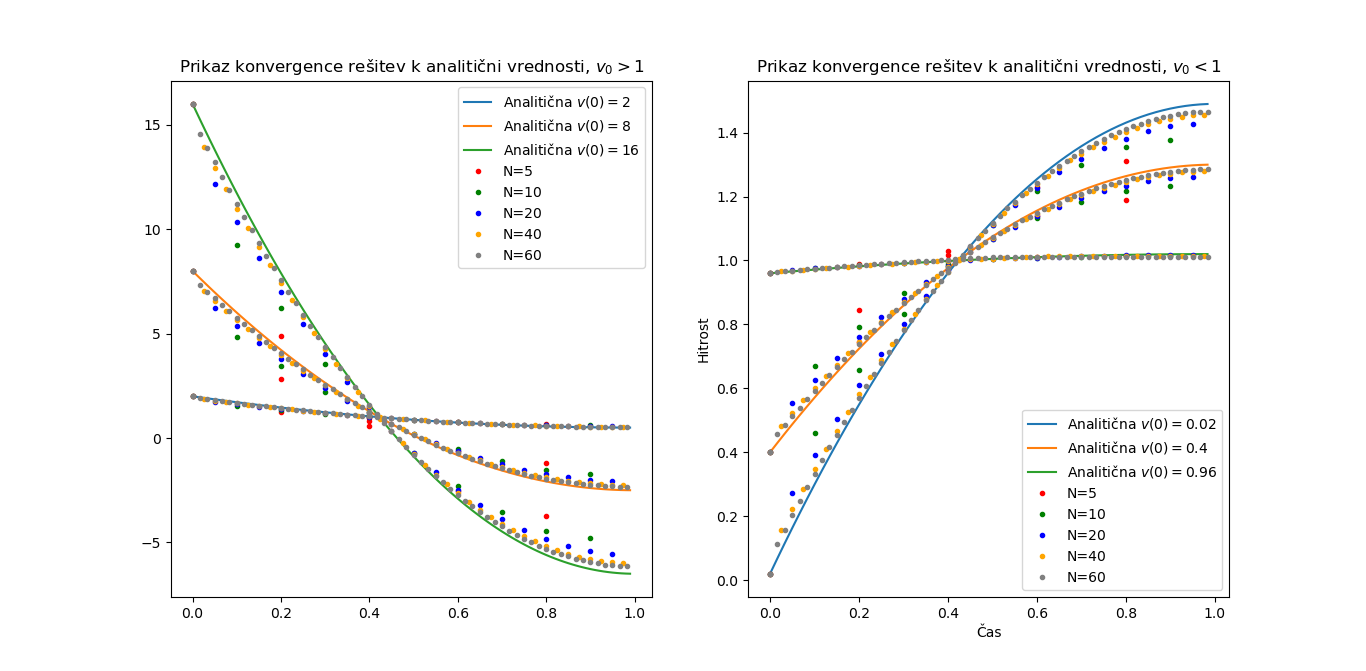 Prikaz konvergence rešitev k analitični vrednosti, $v_0 > 1$
15
10
5
0
−5
0.0 0.2 0.4 0.6 0.8 1.0
Analitična v(0) = 2
Analitična v(0) = 8
Analitična v(0) = 16
N=5
N=10
N=20
N=40
N=60
Prikaz konvergence rešitev k analitični vrednosti, $v_0 < 1$
Hitrost
1.4
1.2
1.0
0.8
0.6
0.4
0.2
0.0
0.0 0.2 0.4 0.6 0.8 1.0
Čas
Analitična v(0) = 0.02
Analitična v(0) = 0.4
Analitična v(0) = 0.96
N=5
N=10
N=20
N=40
N=60